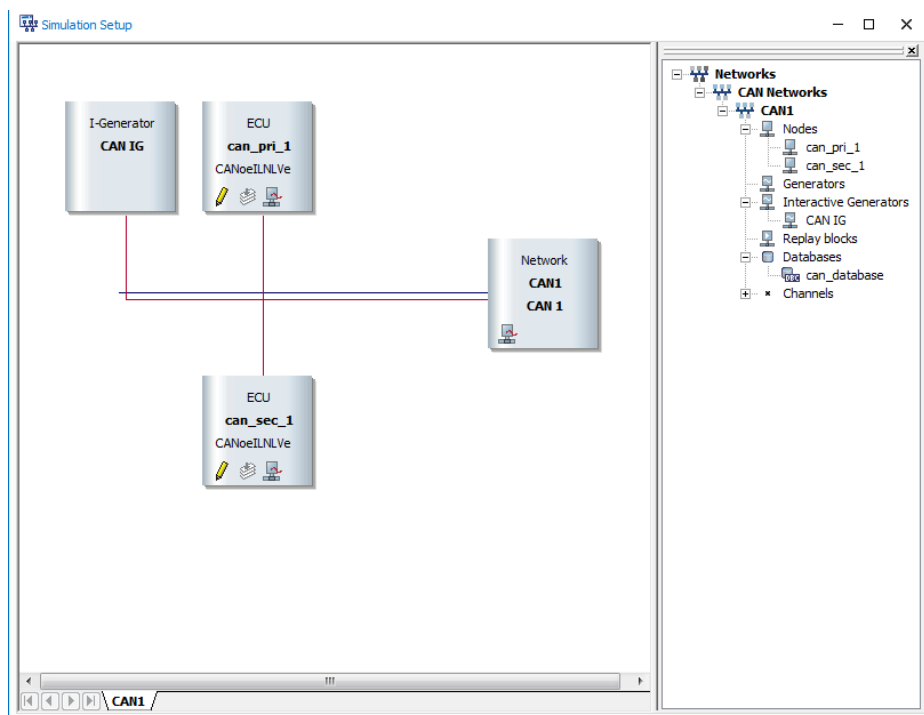 Simulation Setup
I-Generator
CAN IG
ECU
can_pri_1
CANoeILNLVe
Network
CAN1
CAN 1
ECU
can_sec_1
CANoeILNLVe
CAN1
Networks
CAN Networks
CAN1
Nodes
can_pri_1
can_sec_1
Generators
Interactive Generators
CAN IG
Replay blocks
Databases
can_database
Channels